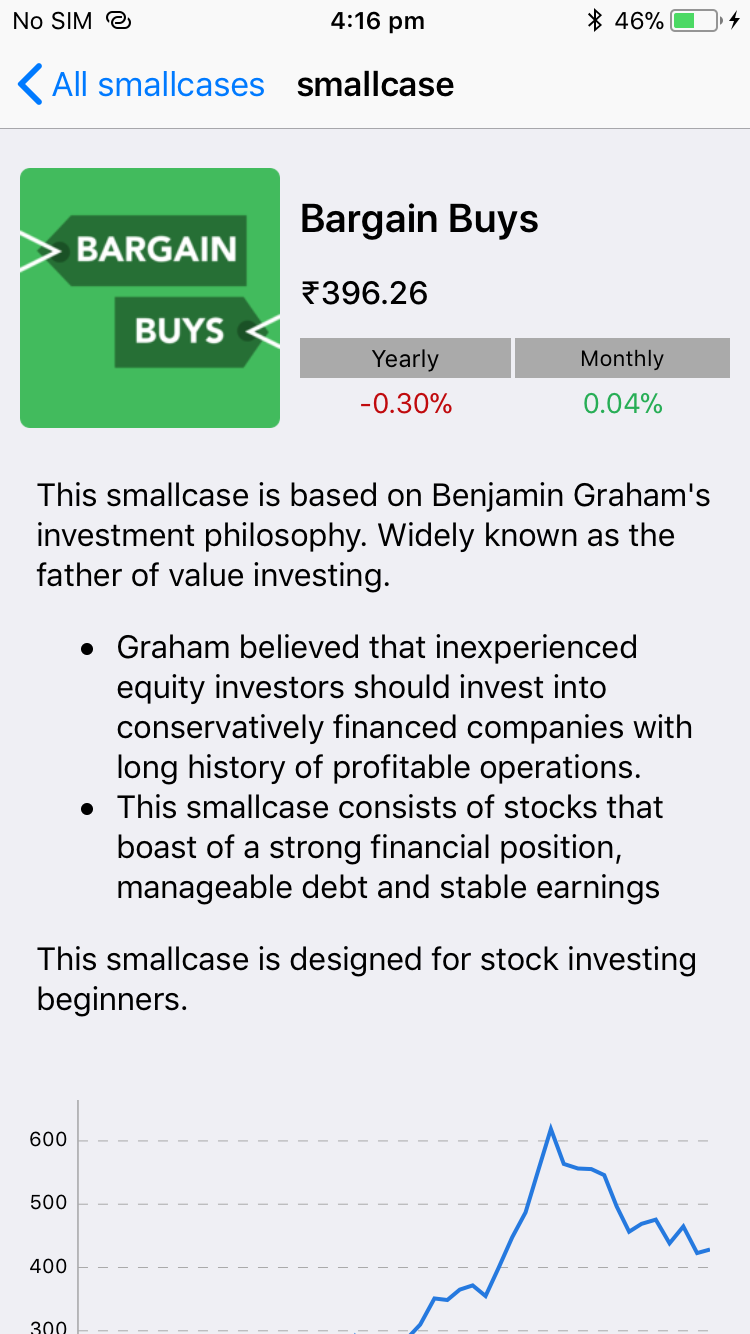 No SIM 4:16 pm 46%
All smallcases smallcase
BARGAIN
BUYS
Bargain Buys
₹396.26
Yearly Monthly
-0.30% 0.04%
This smallcase is based on Benjamin Graham's
investment philosophy. Widely known as the
father of value investing.
• Graham believed that inexperienced
equity investors should invest into
conservatively financed companies with
long history of profitable operations.
• This smallcase consists of stocks that
boast of a strong financial position,
manageable debt and stable earnings
This smallcase is designed for stock investing
beginners.
600
500
400
300